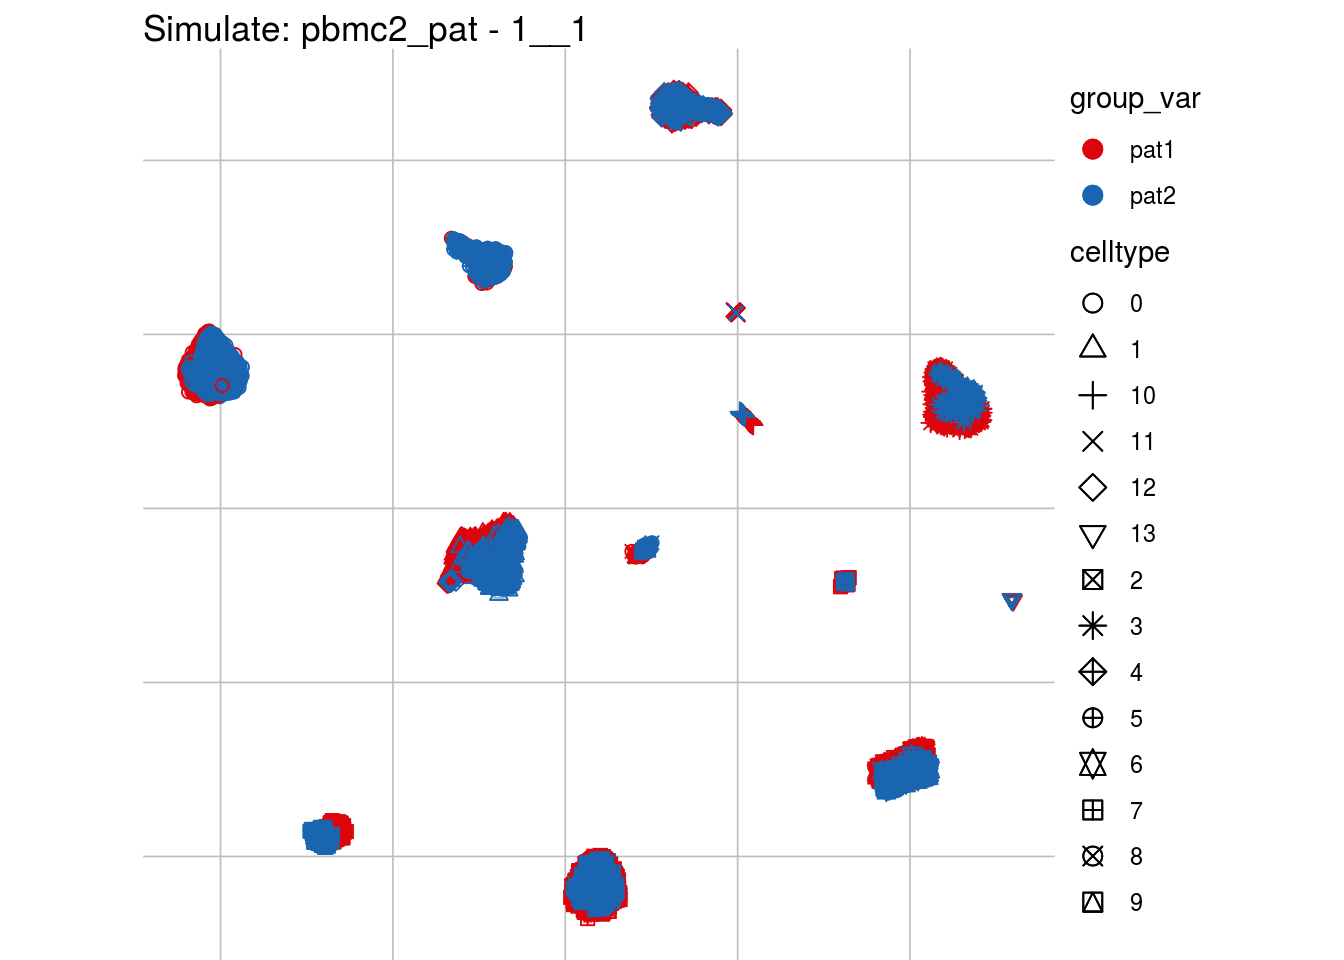 Simulate: pbmc2_pat - 1__1
group_var
pat1
pat2
celltype
0
1
10
11
12
13
2
3
4
5
6
7
8
9